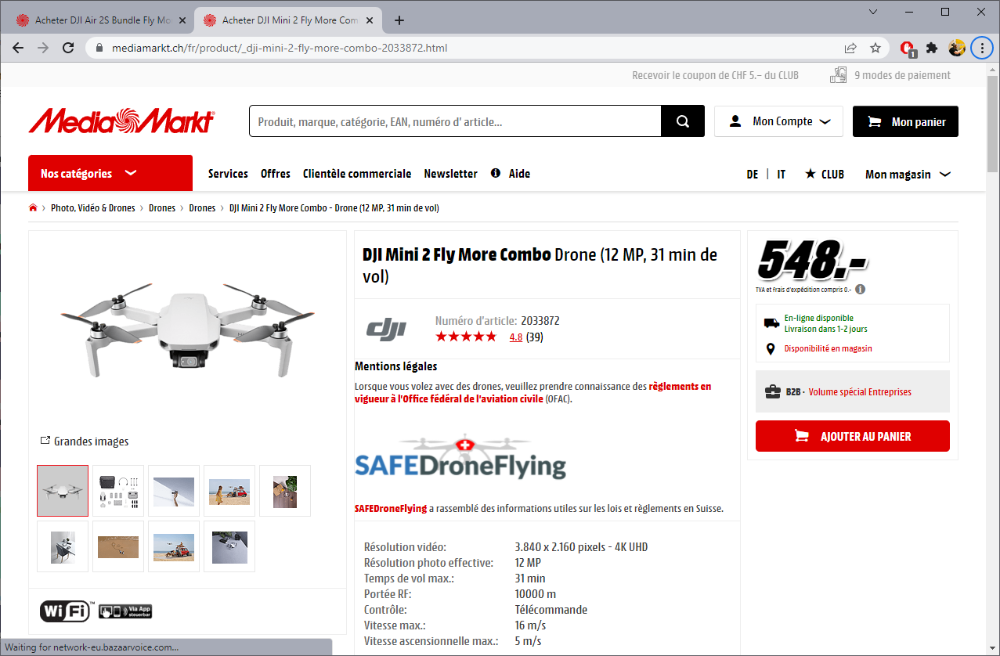 Acheter DJI Air 2S Bundle Fly Mo
Acheter DJI Mini 2 Fly More Com
mediamarkt.ch/fr/product/_dji-mini-2-fly-more-combo-2033872.html
1
Recevoir le coupon de CHF 5.– du CLUB
9 modes de paiement
MediaMarkt
Produit, marque, catégorie, EAN, numéro d' article...
Mon Compte
Mon panier
Nos catégories
Services
Offres
Clientèle commerciale
Newsletter
Aide
DE | IT
CLUB
Mon magasin
Photo, Vidéo & Drones › Drones › Drones › DJI Mini 2 Fly More Combo - Drone (12 MP, 31 min de vol)
DJI Mini 2 Fly More Combo Drone (12 MP, 31 min de
vol)
dji
Numéro d'article: 2033872
4.8 (39)
Mentions légales
Lorsque vous volez avec des drones, veuillez prendre connaissance des règlements en
vigueur à l'Office fédéral de l'aviation civile (OFAC).
SAFEDroneFlying
SAFEDroneFlying a rassemblé des informations utiles sur les lois et règlements en Suisse.
Résolution vidéo: 3.840 x 2.160 pixels - 4K UHD
Résolution photo effective: 12 MP
Temps de vol max.: 31 min
Portée RF: 10000 m
Contrôle: Télécommande
Vitesse max.: 16 m/s
Vitesse ascensionnelle max.: 5 m/s
548.-
TVA et frais d'expédition compris 0.-
En-ligne disponible
Livraison dans 1-2 jours
Disponibilité en magasin
B2B · Volume spécial Entreprises
AJOUTER AU PANIER
Grandes images
Wi Fi ™
Via App
steuerbar
Waiting for network-eu.bazaarvoice.com...